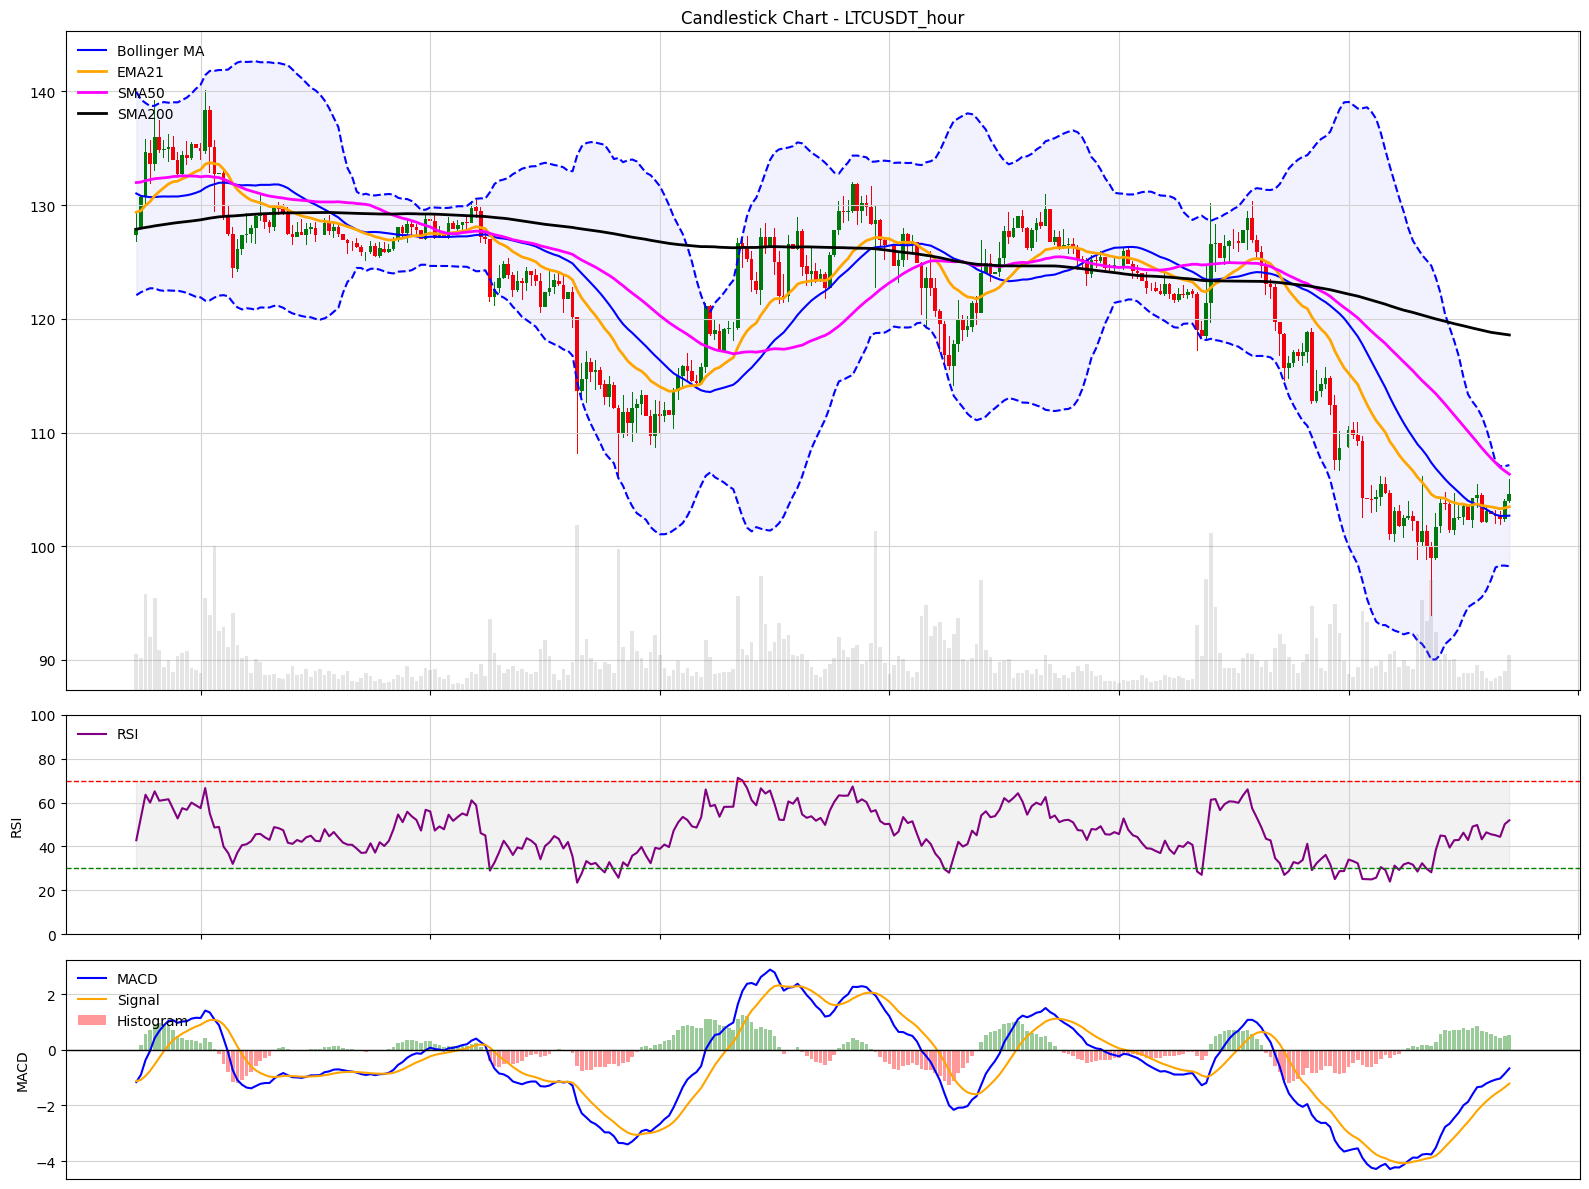 Candlestick Chart - LTCUSDT_hour
Bollinger MA
EMA21
SMA50
SMA200
140
130
120
110
100
90
RSI
100
80
60
40
20
0
RSI
MACD
Signal
Histogram
2
0
−2
−4
MACD